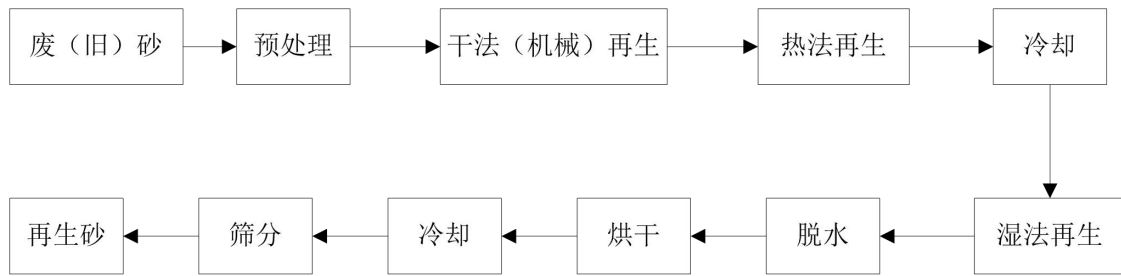 废（旧）砂
预处理
干法（机械）再生
热法再生
冷却
湿法再生
脱水
烘干
冷却
筛分
再生砂